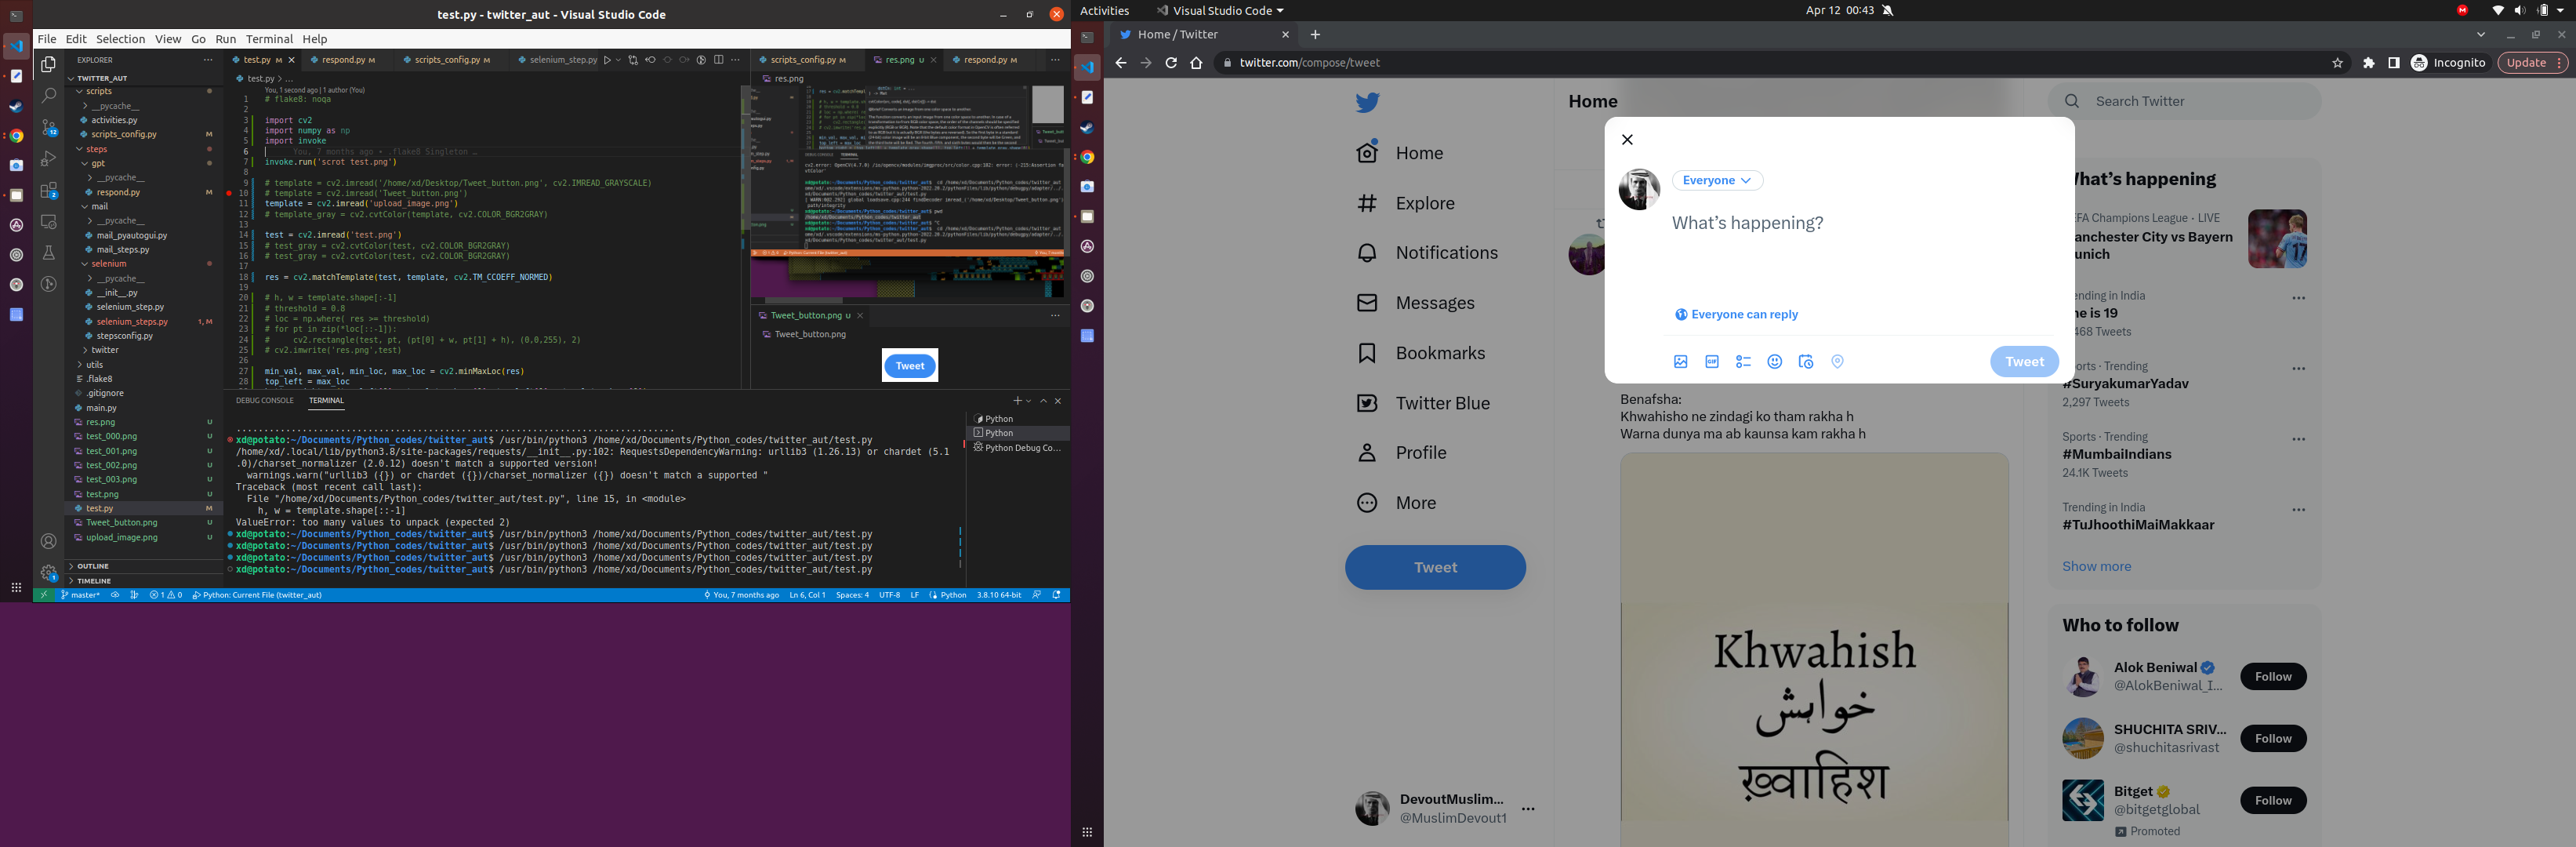 test.py - twitter_aut - Visual Studio Code
File Edit Selection View Go Run Terminal Help
EXPLORER
TWITTER_AUT
scripts
__pycache__
activities.py
scripts_config.py M
steps
gpt
__pycache__
respond.py M
mail
__pycache__
mail_pyautogui.py
mail_steps.py
selenium
__pycache__
__init__.py
selenium_step.py
selenium_steps.py 1, M
stepsconfig.py
twitter
utils
.flake8
.gitignore
main.py
res.png U
test_000.png U
test_001.png U
test_002.png U
test_003.png U
test.png U
test.py M
Tweet_button.png U
upload_image.png U
OUTLINE
TIMELINE
test.py M respond.py M scripts_config.py M selenium_step.py
test.py > ...
You, 1 second ago | 1 author (You)
1 # flake8: noqa
2
3 import cv2
4 import numpy as np
5 import invoke
6 You, 7 months ago • .flake8 Singleton …
7 invoke.run('scrot test.png')
8
9 # template = cv2.imread('/home/xd/Desktop/Tweet_button.png', cv2.IMREAD_GRAYSCALE)
10 # template = cv2.imread('Tweet_button.png')
11 template = cv2.imread('upload_image.png')
12 # template_gray = cv2.cvtColor(template, cv2.COLOR_BGR2GRAY)
13
14 test = cv2.imread('test.png')
15 # test_gray = cv2.cvtColor(test, cv2.COLOR_BGR2GRAY)
16 # test_gray = cv2.cvtColor(test, cv2.COLOR_BGR2GRAY)
17
18 res = cv2.matchTemplate(test, template, cv2.TM_CCOEFF_NORMED)
19
20 # h, w = template.shape[:-1]
21 # threshold = 0.8
22 # loc = np.where( res >= threshold)
23 # for pt in zip(*loc[::-1]):
24 # cv2.rectangle(test, pt, (pt[0] + w, pt[1] + h), (0,0,255), 2)
25 # cv2.imwrite('res.png',test)
26
27 min_val, max_val, min_loc, max_loc = cv2.minMaxLoc(res)
28 top_left = max_loc
scripts_config.py M res.png U respond.py M
res.png
Tweet_button.png U
Tweet_button.png
Tweet
DEBUG CONSOLE TERMINAL
xd@potato:~/Documents/Python_codes/twitter_aut$ /usr/bin/python3 /home/xd/Documents/Python_codes/twitter_aut/test.py
/home/xd/.local/lib/python3.8/site-packages/requests/__init__.py:102: RequestsDependencyWarning: urllib3 (1.26.13) or chardet (5.1
.0)/charset_normalizer (2.0.12) doesn't match a supported version!
warnings.warn("urllib3 ({}) or chardet ({})/charset_normalizer ({}) doesn't match a supported "
Traceback (most recent call last):
File "/home/xd/Documents/Python_codes/twitter_aut/test.py", line 15, in <module>
h, w = template.shape[::-1]
ValueError: too many values to unpack (expected 2)
xd@potato:~/Documents/Python_codes/twitter_aut$ /usr/bin/python3 /home/xd/Documents/Python_codes/twitter_aut/test.py
xd@potato:~/Documents/Python_codes/twitter_aut$ /usr/bin/python3 /home/xd/Documents/Python_codes/twitter_aut/test.py
xd@potato:~/Documents/Python_codes/twitter_aut$ /usr/bin/python3 /home/xd/Documents/Python_codes/twitter_aut/test.py
xd@potato:~/Documents/Python_codes/twitter_aut$ /usr/bin/python3 /home/xd/Documents/Python_codes/twitter_aut/test.py
Python
Python
Python Debug Co...
master* 1 0 Python: Current File (twitter_aut) You, 7 months ago Ln 6, Col 1 Spaces: 4 UTF-8 LF Python 3.8.10 64-bit
Activities Visual Studio Code Apr 12 00:43
Home / Twitter
twitter.com/compose/tweet Incognito Update
Home
Explore
Notifications
Messages
Bookmarks
Twitter Blue
Profile
More
Tweet
DevoutMuslim...
@MuslimDevout1
Home
Everyone
What's happening?
Everyone can reply
GIF
Tweet
Benafsha:
Khwahisho ne zindagi ko tham rakha h
Warna dunya ma ab kaunsa kam rakha h
Khwahish
خواہش
ख़्वाहिश
Search Twitter
What's happening
EFA Champions League · LIVE
anchester City vs Bayern
unich
ending in India
ne is 19
468 Tweets
ports · Trending
#SuryakumarYadav
2,297 Tweets
Sports · Trending
#MumbaiIndians
24.1K Tweets
Trending in India
#TuJhoothiMaiMakkaar
Show more
Who to follow
Alok Beniwal
@AlokBeniwal_I...
Follow
SHUCHITA SRIV...
@shuchitasrivast
Follow
Bitget
@bitgetglobal
Promoted
Follow